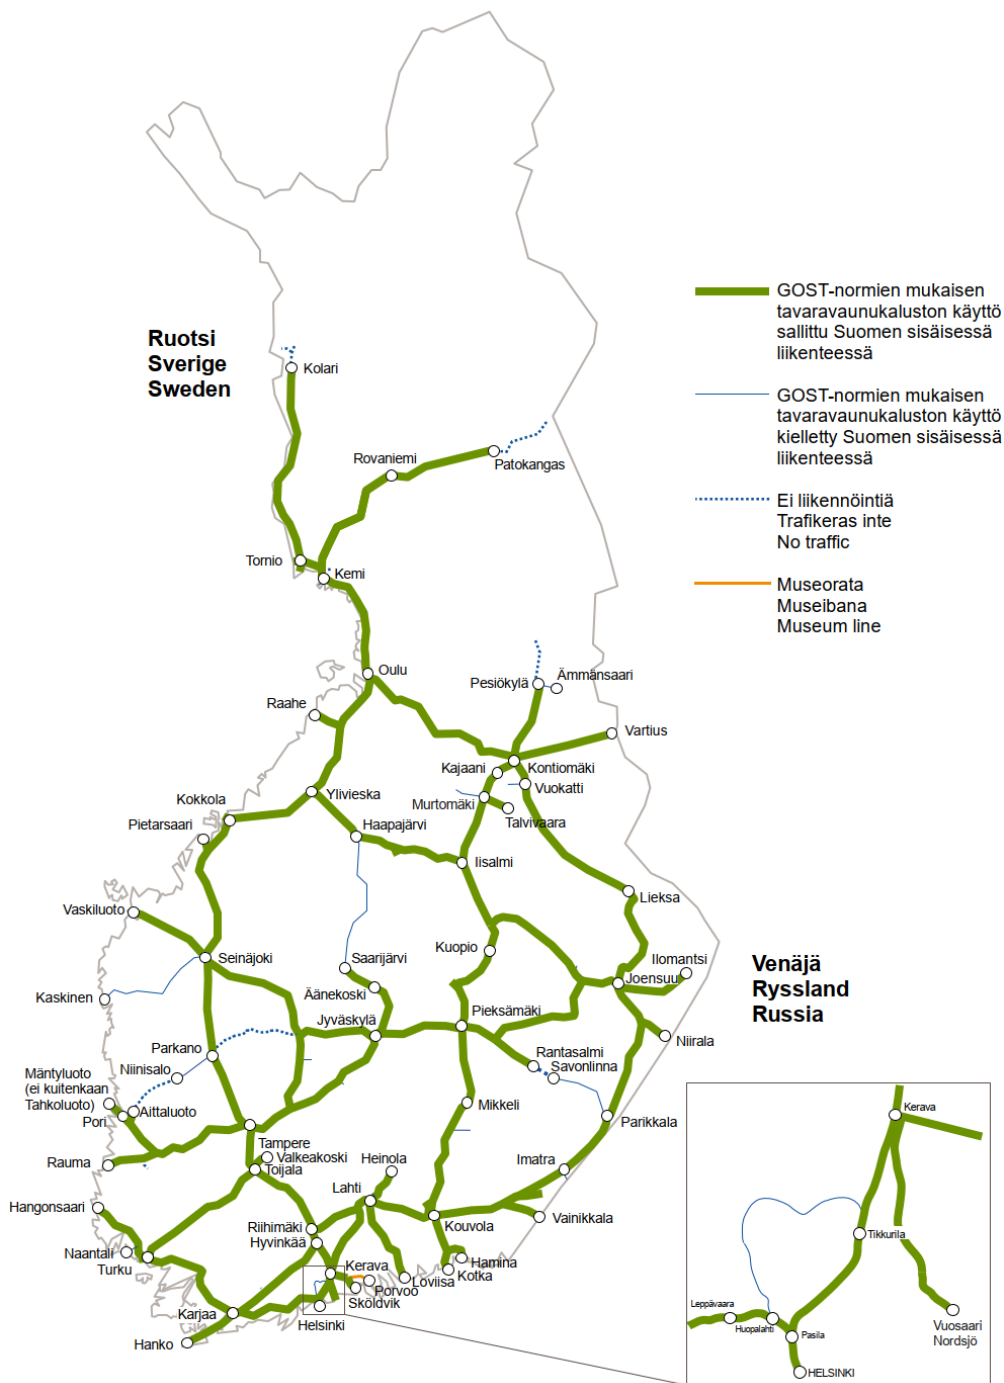 Ruotsi
Sverige
Sweden
GOST-normien mukaisen
tavaravaunukaluston käyttö
sallittu Suomen sisäisessä
liikenteessä
GOST-normien mukaisen
tavaravaunukaluston käyttö
kielletty Suomen sisäisessä
liikenteessä
Ei liikennöintiä
Trafikeras inte
No traffic
Museorata
Museibana
Museum line
Kolari
Rovaniemi
Patokangas
Tornio
Kemi
Oulu
Pesiökylä
Ämmänsaari
Raahe
Vartius
Kajaani
Kontiomäki
Ylivieska
Vuokatti
Kokkola
Murtomäki
Talvivaara
Pietarsaari
Haapajärvi
Iisalmi
Lieksa
Vaskiluoto
Kuopio
Ilomantsi
Seinäjoki
Saarijärvi
Joensuu
Venäjä
Ryssland
Russia
Kaskinen
Äänekoski
Jyväskylä
Pieksämäki
Niirala
Parkano
Rantasalmi
Savonlinna
Niinisalo
Mäntyluoto
(ei kuitenkaan
Tahkoluoto)
Aittaluoto
Pori
Mikkeli
Parikkala
Tampere
Valkeakoski
Toijala
Heinola
Imatra
Rauma
Lahti
Hangonsaari
Riihimäki
Hyvinkää
Kouvola
Vainikkala
Naantali
Turku
Kerava
Hamina
Kotka
Loviisa
Porvoo
Sköldvik
Karjaa
Helsinki
Hanko
Kerava
Tikkurila
Leppävaara
Huopalahti
Pasila
Vuosaari
Nordsjö
HELSINKI